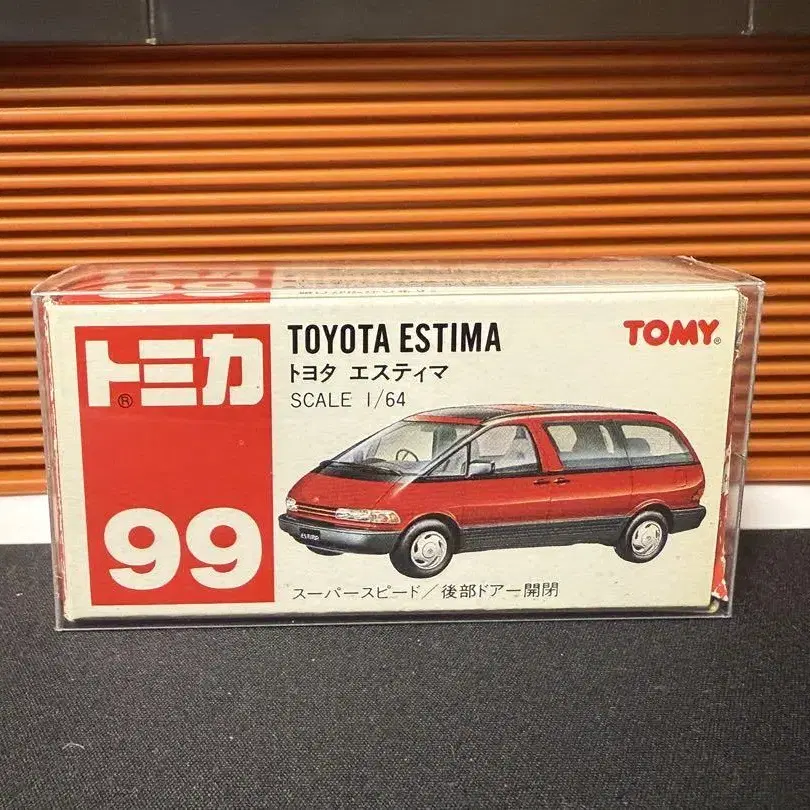 トミカ®
99
TOYOTA ESTIMA
トヨタ エスティマ
SCALE 1/64
TOMY®
スーパースピード/後部ドアー開閉
99